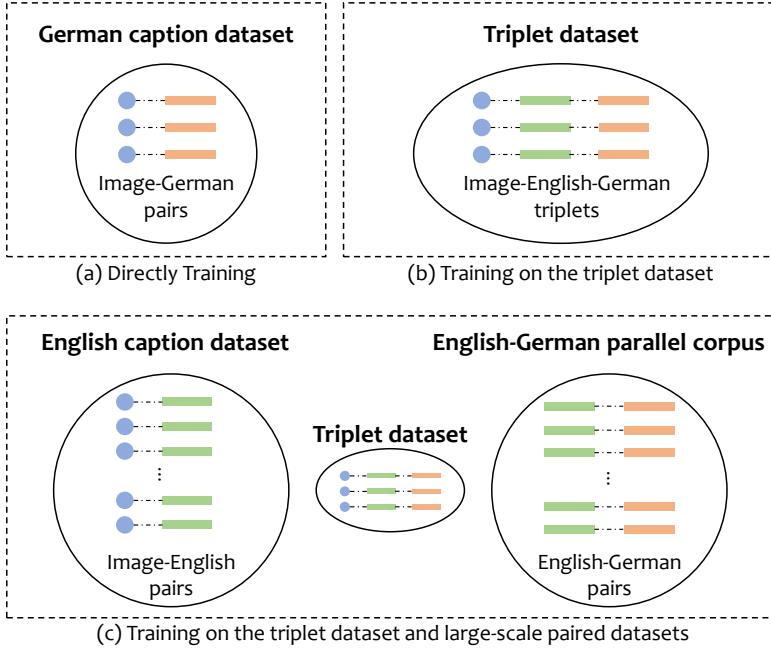 German caption dataset
Image-German
pairs
(a) Directly Training
Triplet dataset
Image-English-German
triplets
(b) Training on the triplet dataset
English caption dataset
Image-English
pairs
Triplet dataset
English-German parallel corpus
English-German
pairs
(c) Training on the triplet dataset and large-scale paired datasets